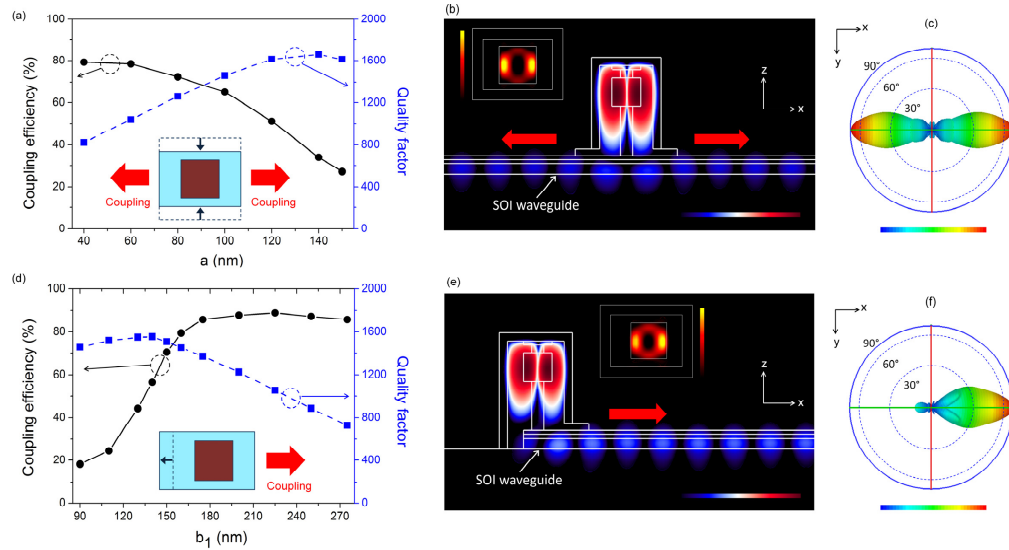 (a)
Coupling efficiency (%)
100
80
60
40
20
0
2000
1600
1200
800
400
0
Quality factor
Coupling
Coupling
40
60
80
100
120
140
a (nm)
(b)
z
x
SOI waveguide
(c)
x
y
90°
60°
30°
(d)
Coupling efficiency (%)
100
80
60
40
20
0
2000
1600
1200
800
400
0
Quality factor
Coupling
90
120
150
180
210
240
270
b1 (nm)
(e)
z
x
SOI waveguide
(f)
x
y
90°
60°
30°